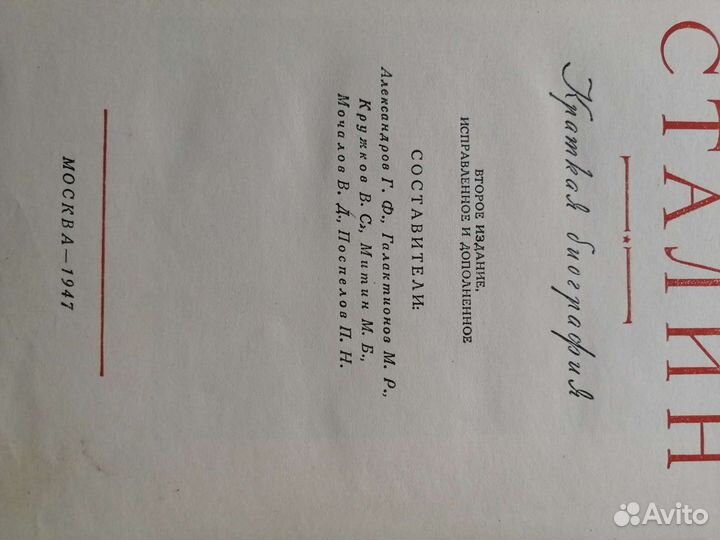 СТАЛИН
Краткая биография
ВТОРОЕ ИЗДАНИЕ,
ИСПРАВЛЕННОЕ И ДОПОЛНЕННОЕ
СОСТАВИТЕЛИ:
Александров Г. Ф., Галактионов М. Р.,
Кружков В. С., Митин М. Б.,
Мочалов В. Д., Поспелов П. Н.
МОСКВА—1947
Avito